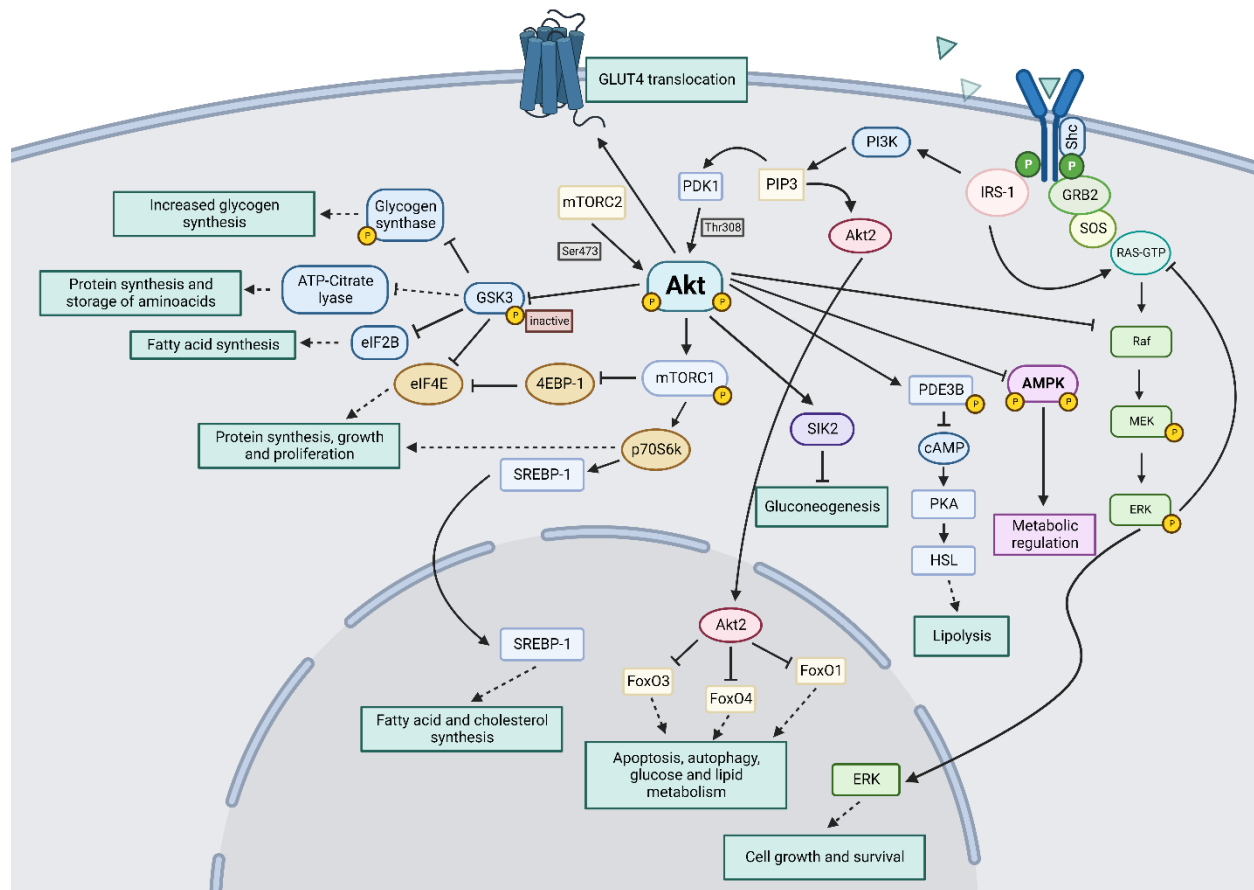 GLUT4 translocation
Shc
P
P
PI3K
IRS-1
GRB2
SOS
RAS-GTP
PDK1
PIP3
Akt2
mTORC2
Thr308
Ser473
Increased glycogen
synthesis
Glycogen
synthase
P
Protein synthesis and
storage of aminoacids
ATP-Citrate
lyase
GSK3
P
inactive
Akt
P
P
Fatty acid synthesis
eIF2B
eIF4E
4EBP-1
mTORC1
P
Raf
PDE3B
P
AMPK
P
P
MEK
P
SIK2
cAMP
Protein synthesis, growth
and proliferation
p70S6k
SREBP-1
Gluconeogenesis
PKA
Metabolic
regulation
ERK
P
HSL
Lipolysis
SREBP-1
Akt2
FoxO3
FoxO4
FoxO1
Fatty acid and cholesterol
synthesis
Apoptosis, autophagy,
glucose and lipid
metabolism
ERK
Cell growth and survival